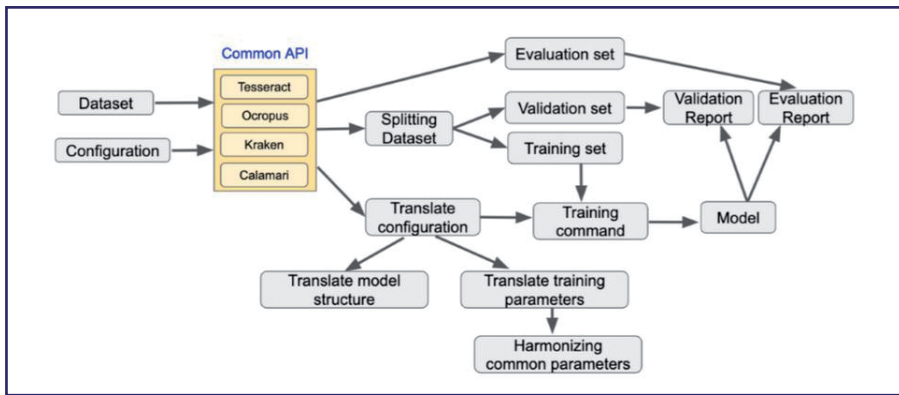 Common API
Tesseract
Ocropus
Kraken
Calamari
Dataset
Configuration
Evaluation set
Splitting
Dataset
Validation set
Training set
Validation
Report
Evaluation
Report
Translate
configuration
Training
command
Model
Translate model
structure
Translate training
parameters
Harmonizing
common parameters